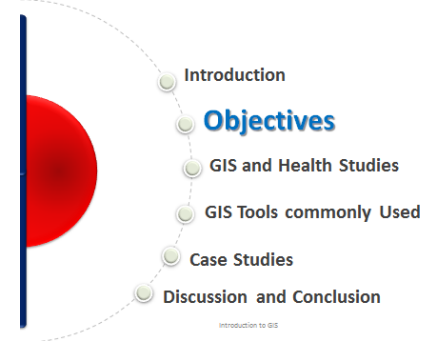 Introduction
Objectives
GIS and Health Studies
GIS Tools commonly Used
Case Studies
Discussion and Conclusion
Introduction to GIS